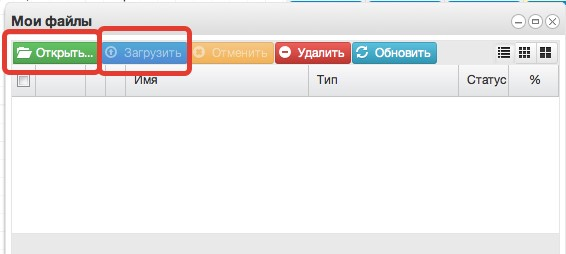 Мои файлы
Открыть... Загрузить Отменить Удалить Обновить
Имя Тип Статус %